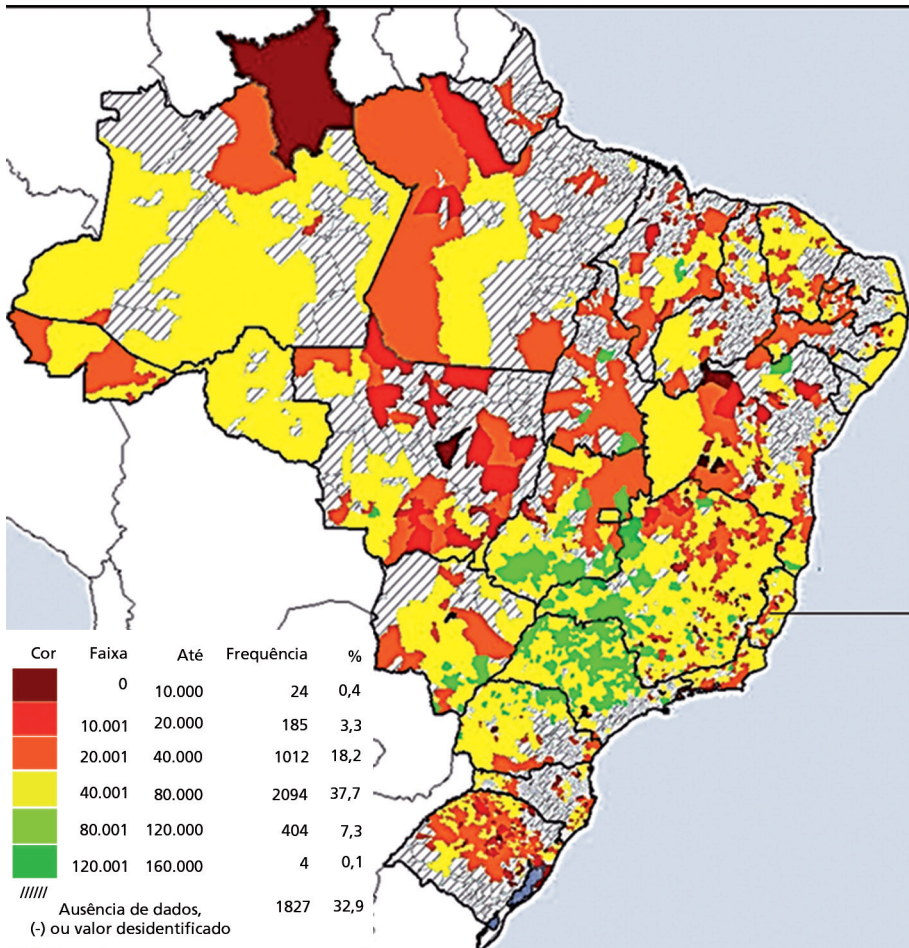 Cor Faixa Até Frequência %
0 10.000 24 0,4
10.001 20.000 185 3,3
20.001 40.000 1012 18,2
40.001 80.000 2094 37,7
80.001 120.000 404 7,3
120.001 160.000 4 0,1
//////
Ausência de dados, 1827 32,9
(-) ou valor desidentificado